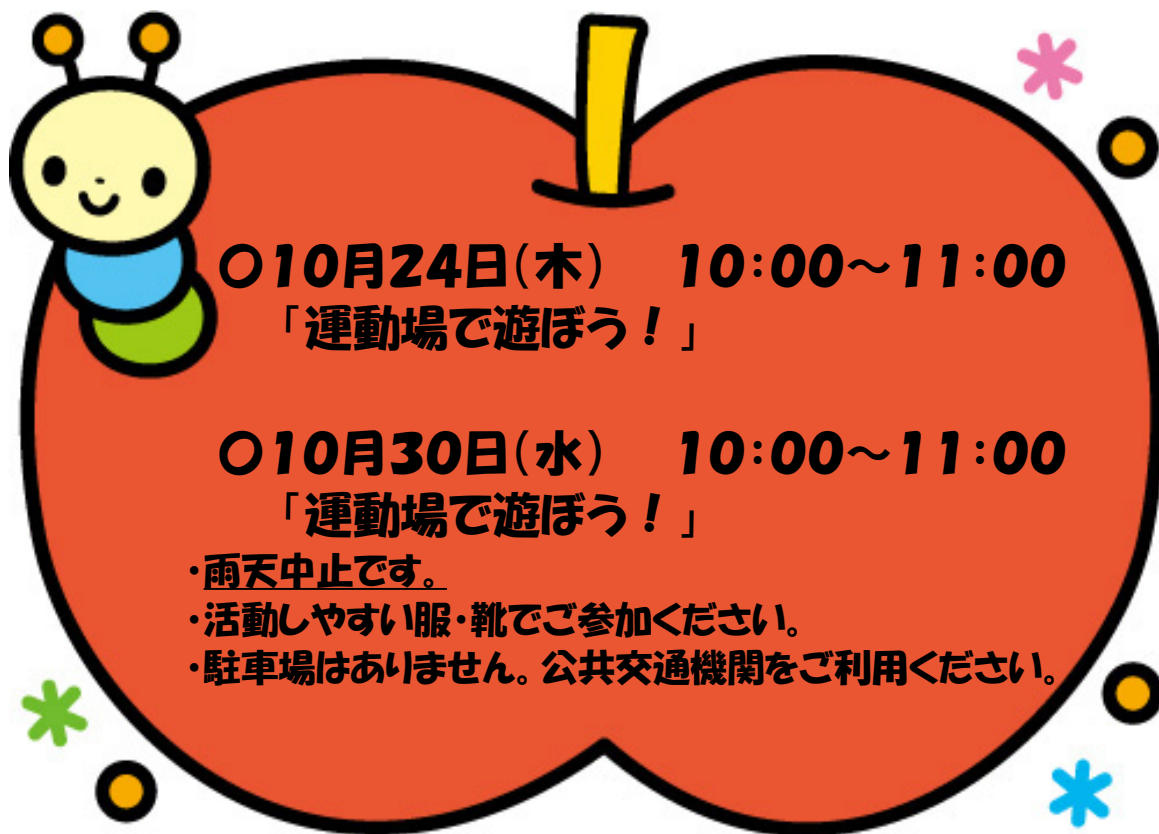 〇10月24日(木)　10:00～11:00
「運動場で遊ぼう！」
〇10月30日(水)　10:00～11:00
「運動場で遊ぼう！」
・雨天中止です。
・活動しやすい服・靴でご参加ください。
・駐車場はありません。公共交通機関をご利用ください。